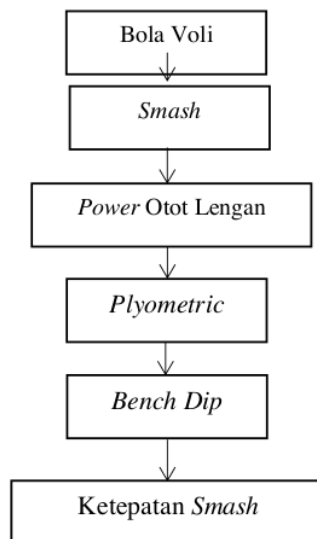 Bola Voli
Smash
Power Otot Lengan
Plyometric
Bench Dip
Ketepatan Smash